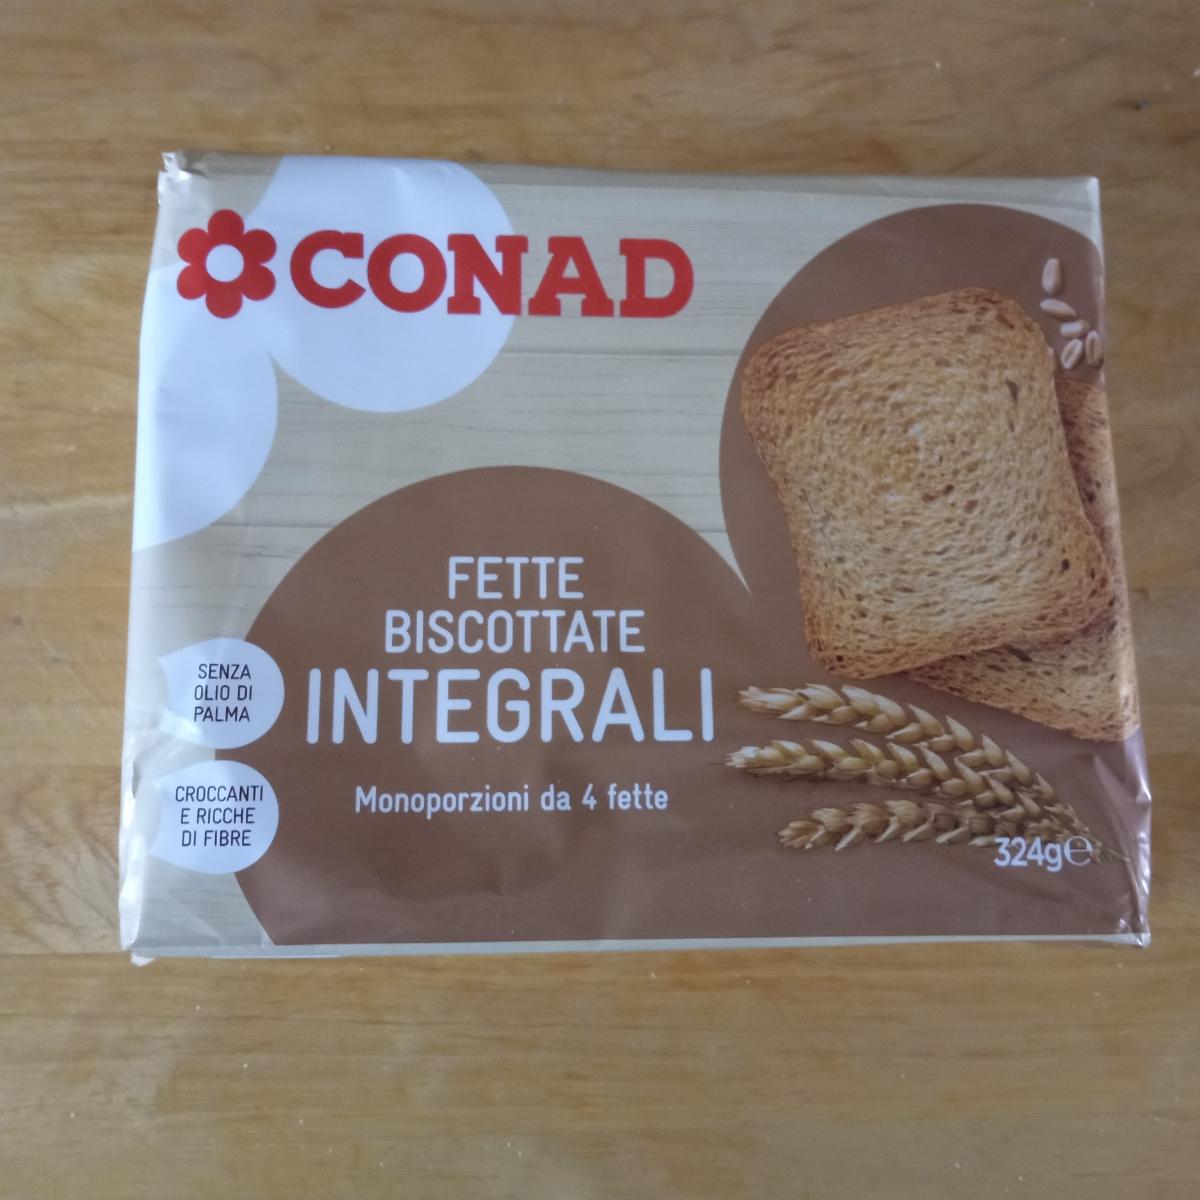 CONAD
FETTE
BISCOTTATE
INTEGRALI
Monoporzioni da 4 fette
SENZA
OLIO DI
PALMA
CROCCANTI
E RICCHE
DI FIBRE
324g℮